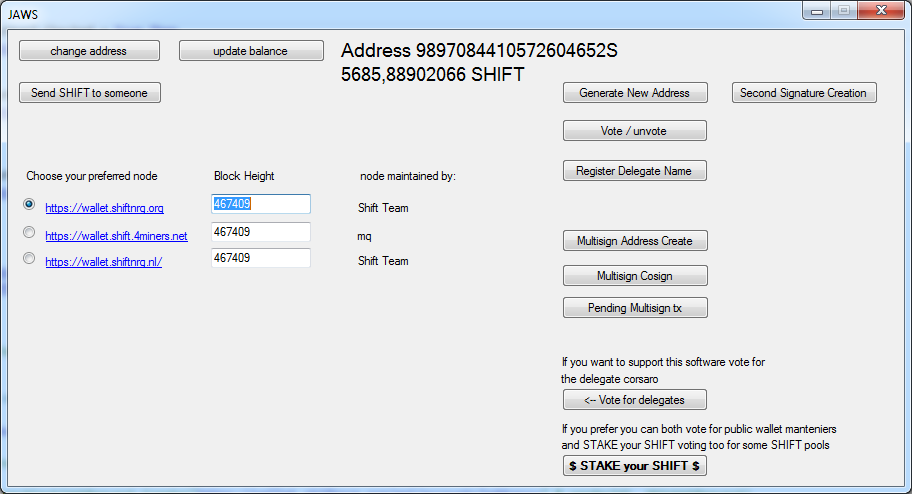 JAWS
change address
update balance
Address 9897084410572604652S
5685,88902066 SHIFT
Send SHIFT to someone
Generate New Address
Second Signature Creation
Vote / unvote
Register Delegate Name
Choose your preferred node
Block Height
node maintained by:
https://wallet.shiftnrg.org
467409
Shift Team
https://wallet.shift.4miners.net
467409
mq
https://wallet.shiftnrg.nl/
467409
Shift Team
Multisign Address Create
Multisign Cosign
Pending Multisign tx
If you want to support this software vote for
the delegate corsaro
<-- Vote for delegates
If you prefer you can both vote for public wallet manteniers
and STAKE your SHIFT voting too for some SHIFT pools
$ STAKE your SHIFT $